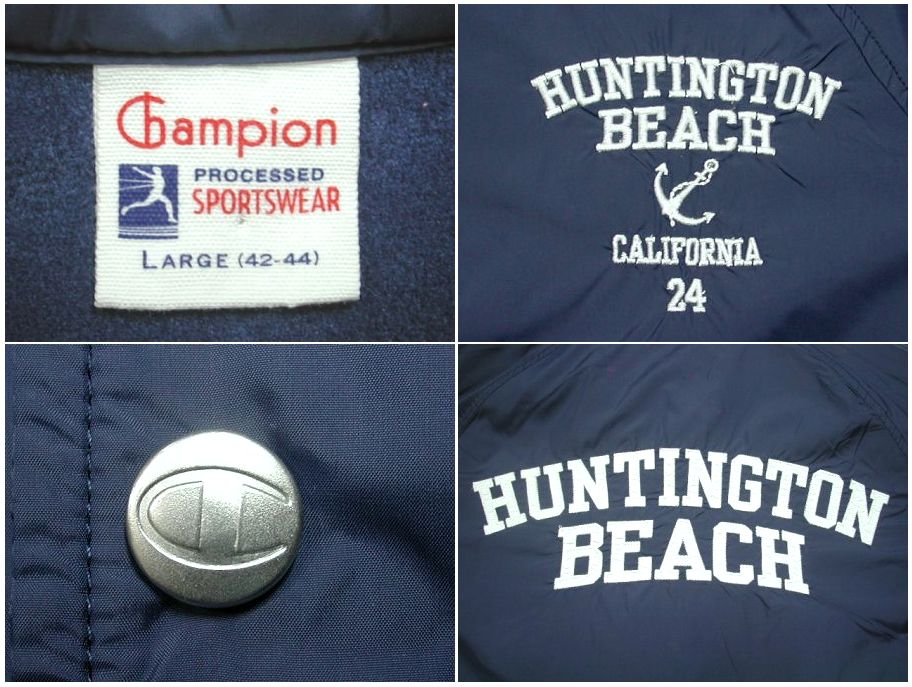 Champion
PROCESSED
SPORTSWEAR
LARGE (42-44)
HUNTINGTON
BEACH
CALIFORNIA
24
HUNTINGTON
BEACH